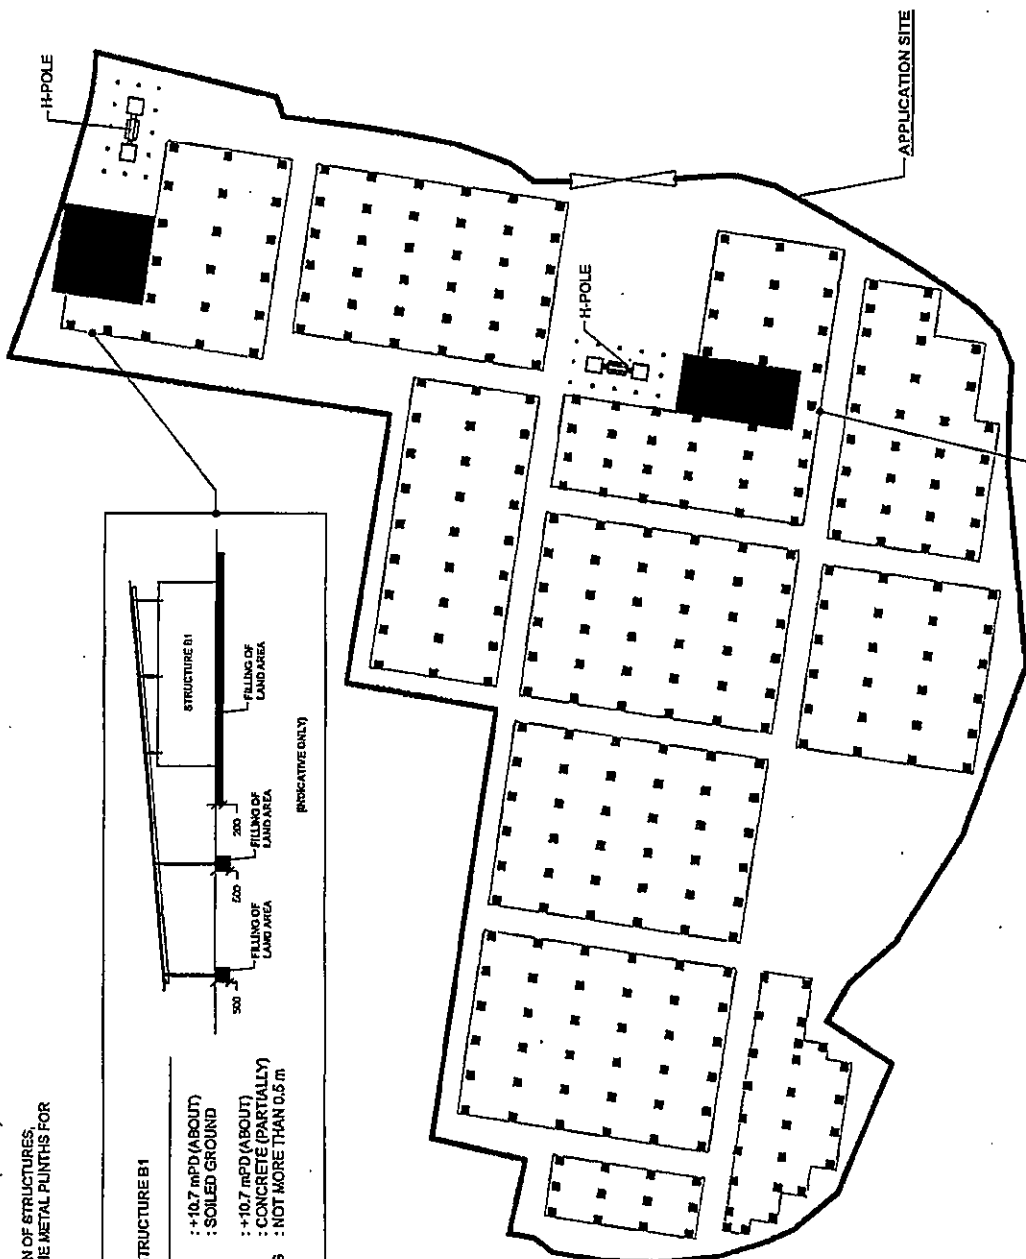 N OF STRUCTURES,
E METAL PLINTHS FOR
TRUCTURE B1
: +10.7 mPD (ABOUT)
: SOILED GROUND
: +10.7 mPD (ABOUT)
: CONCRETE (PARTIALLY)
S : NOT MORE THAN 0.5 m
STRUCTURE B1
500
FILLING OF
LAND AREA
500
FILLING OF
LAND AREA
200
FILLING OF
LAND AREA
(INDICATIVE ONLY)
H-POLE
H-POLE
APPLICATION SITE